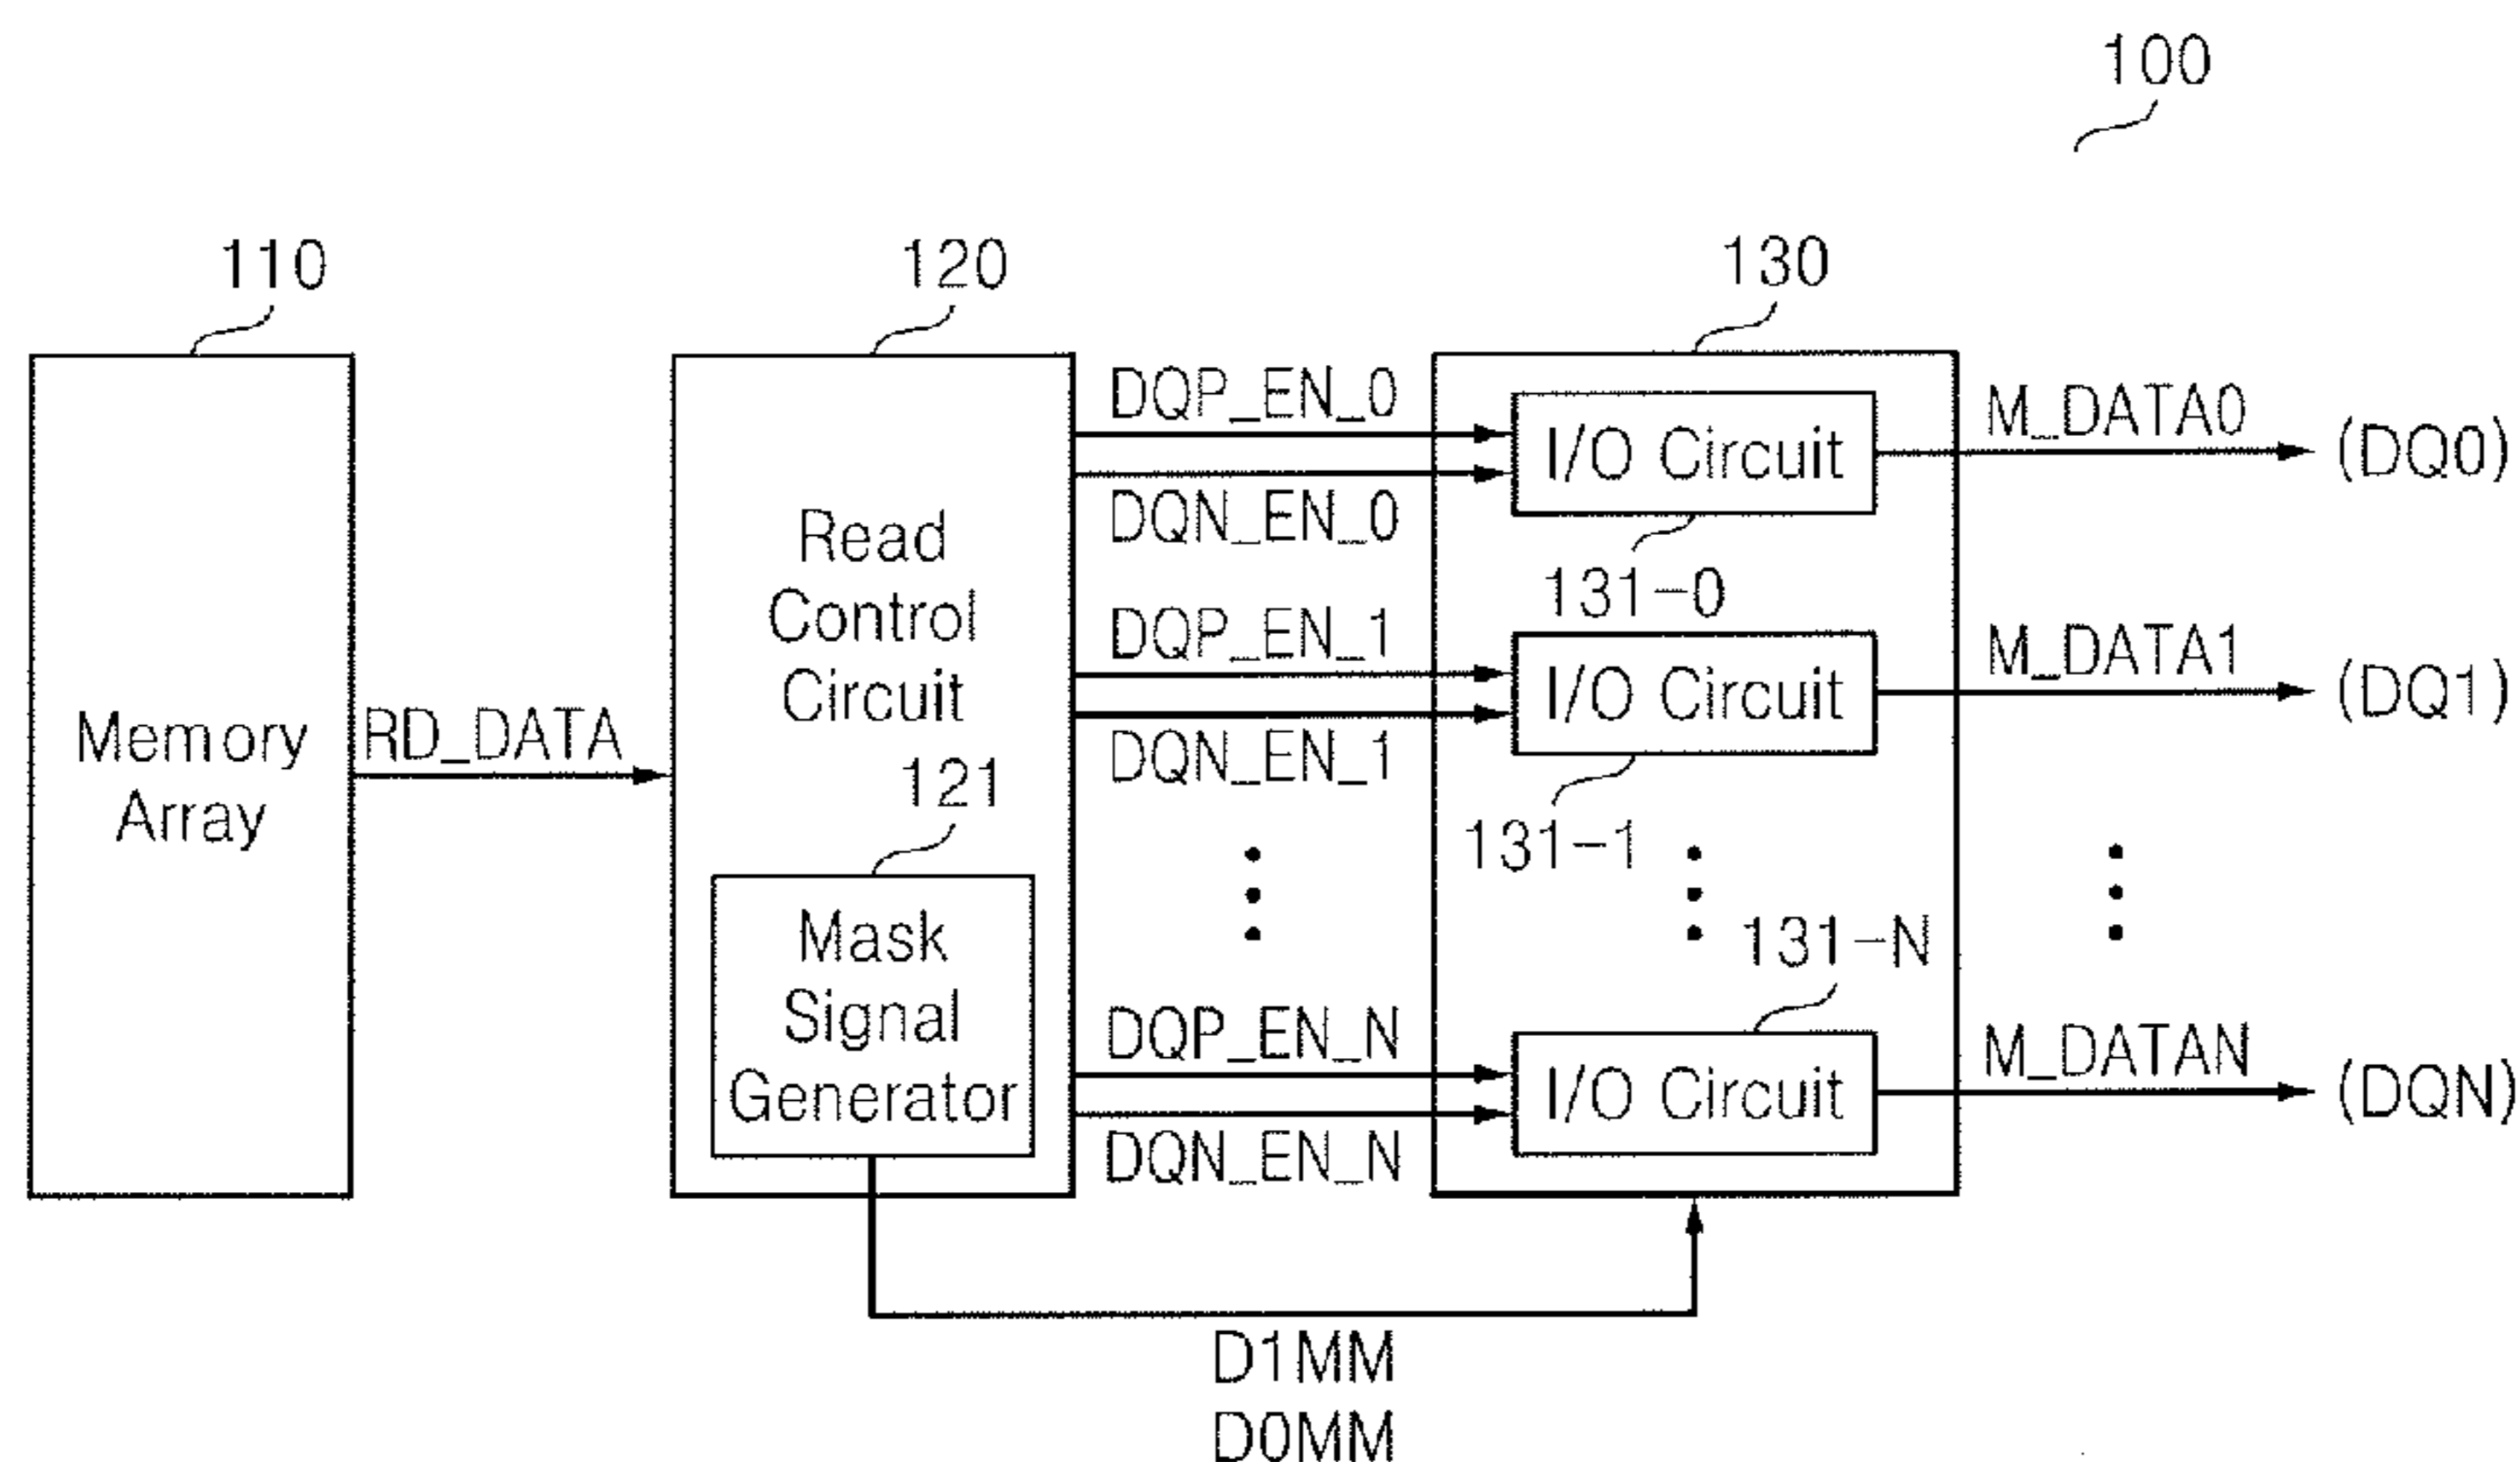 100
110
120
130
Memory
Array
RD_DATA
Read
Control
Circuit
121
Mask
Signal
Generator
DQP_EN_0
DQN_EN_0
DQP_EN_1
DQN_EN_1
DQP_EN_N
DQN_EN_N
I/O Circuit
131-0
I/O Circuit
131-1
131-N
I/O Circuit
M_DATA0
(DQ0)
M_DATA1
(DQ1)
M_DATAN
(DQN)
D1MM
D0MM